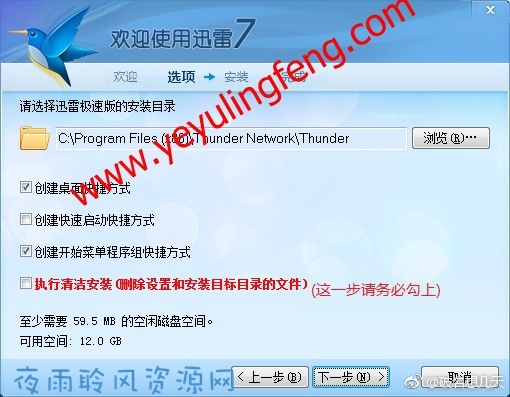 欢迎使用迅雷7
欢迎 选项 安装 完成
请选择迅雷极速版的安装目录
C:\Program Files (x86)\Thunder Network\Thunder
浏览(R)...
创建桌面快捷方式
创建快速启动快捷方式
创建开始菜单程序组快捷方式
执行清洁安装(删除设置和安装目标目录的文件)
(这一步请务必勾上)
至少需要 59.5 MB 的空闲磁盘空间。
可用空间: 12.0 GB
<上一步(B) 下一步(N)> 取消
www.yeyulingfeng.com
夜雨聆风资源网